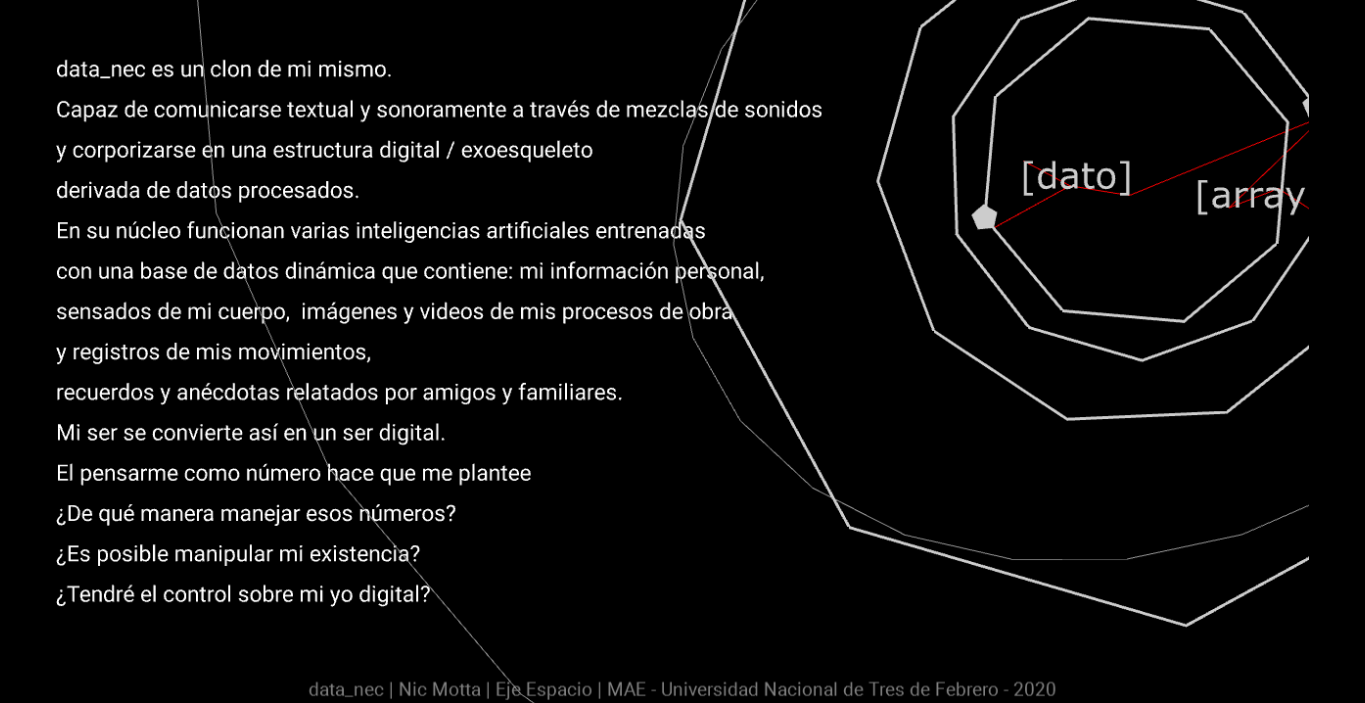 data_nec es un clon de mi mismo.
Capaz de comunicarse textual y sonoramente a través de mezclas de sonidos
y corporizarse en una estructura digital / exoesqueleto
derivada de datos procesados.
En su núcleo funcionan varias inteligencias artificiales entrenadas
con una base de datos dinámica que contiene: mi información personal,
sensados de mi cuerpo,  imágenes y videos de mis procesos de obra
y registros de mis movimientos,
recuerdos y anécdotas relatados por amigos y familiares.
Mi ser se convierte así en un ser digital.
El pensarme como número hace que me plantee
¿De qué manera manejar esos números?
¿Es posible manipular mi existencia?
¿Tendré el control sobre mi yo digital?
[dato]
[array
data_nec | Nic Motta | Eje Espacio | MAE - Universidad Nacional de Tres de Febrero - 2020